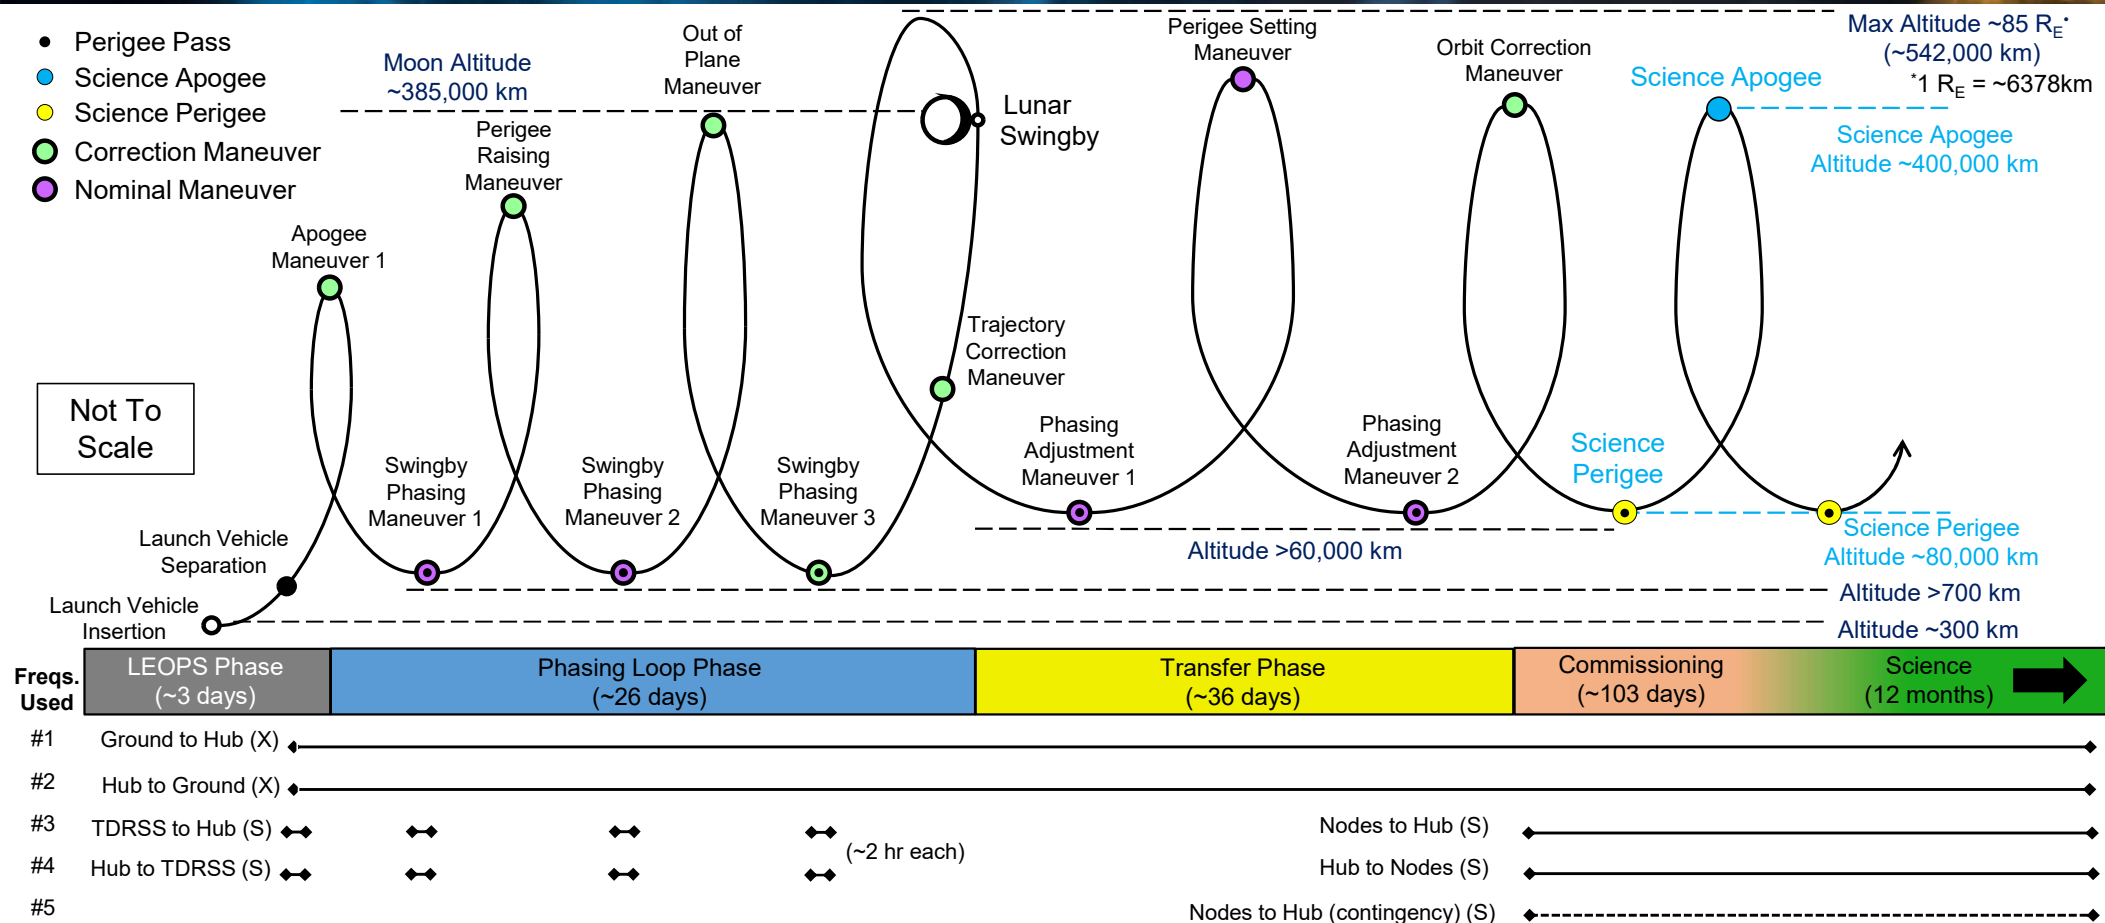 Perigee Pass
Science Apogee
Science Perigee
Correction Maneuver
Nominal Maneuver
Moon Altitude
~385,000 km
Out of
Plane
Maneuver
Perigee
Raising
Maneuver
Apogee
Maneuver 1
Lunar
Swingby
Perigee Setting
Maneuver
Orbit Correction
Maneuver
Science Apogee
Max Altitude ~85 RE*
(~542,000 km)
*1 RE = ~6378km
Science Apogee
Altitude ~400,000 km
Not To
Scale
Launch Vehicle
Separation
Launch Vehicle
Insertion
Swingby
Phasing
Maneuver 1
Swingby
Phasing
Maneuver 2
Swingby
Phasing
Maneuver 3
Trajectory
Correction
Maneuver
Phasing
Adjustment
Maneuver 1
Phasing
Adjustment
Maneuver 2
Science
Perigee
Altitude >60,000 km
Science Perigee
Altitude ~80,000 km
Altitude >700 km
Altitude ~300 km
Freqs.
Used
LEOPS Phase
(~3 days)
Phasing Loop Phase
(~26 days)
Transfer Phase
(~36 days)
Commissioning
(~103 days)
Science
(12 months)
#1 Ground to Hub (X)
#2 Hub to Ground (X)
#3 TDRSS to Hub (S)
#4 Hub to TDRSS (S)
(~2 hr each)
#5
Nodes to Hub (S)
Hub to Nodes (S)
Nodes to Hub (contingency) (S)